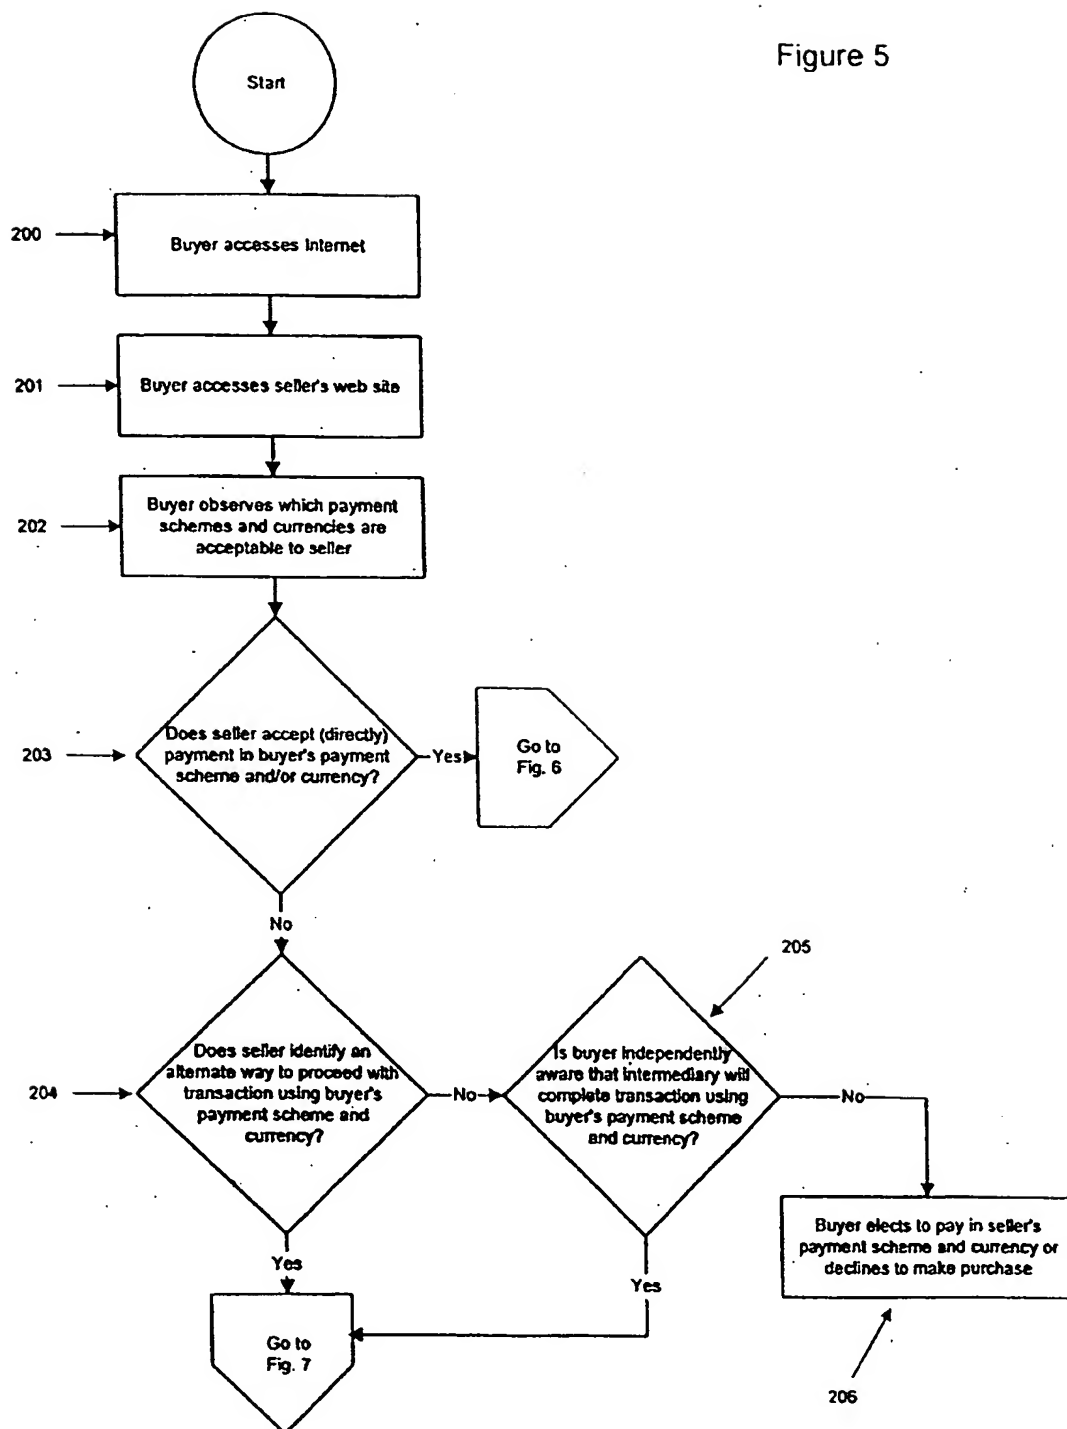 Figure 5
Start
200
Buyer accesses Internet
201
Buyer accesses seller's web site
202
Buyer observes which payment
schemes and currencies are
acceptable to seller
203
Does seller accept (directly)
payment in buyer's payment
scheme and/or currency?
Yes
Go to
Fig. 6
No
204
Does seller identify an
alternate way to proceed with
transaction using buyer's
payment scheme and
currency?
No
205
Is buyer independently
aware that intermediary will
complete transaction using
buyer's payment scheme
and currency?
No
Buyer elects to pay in seller's
payment scheme and currency or
declines to make purchase
206
Yes
Yes
Go to
Fig. 7